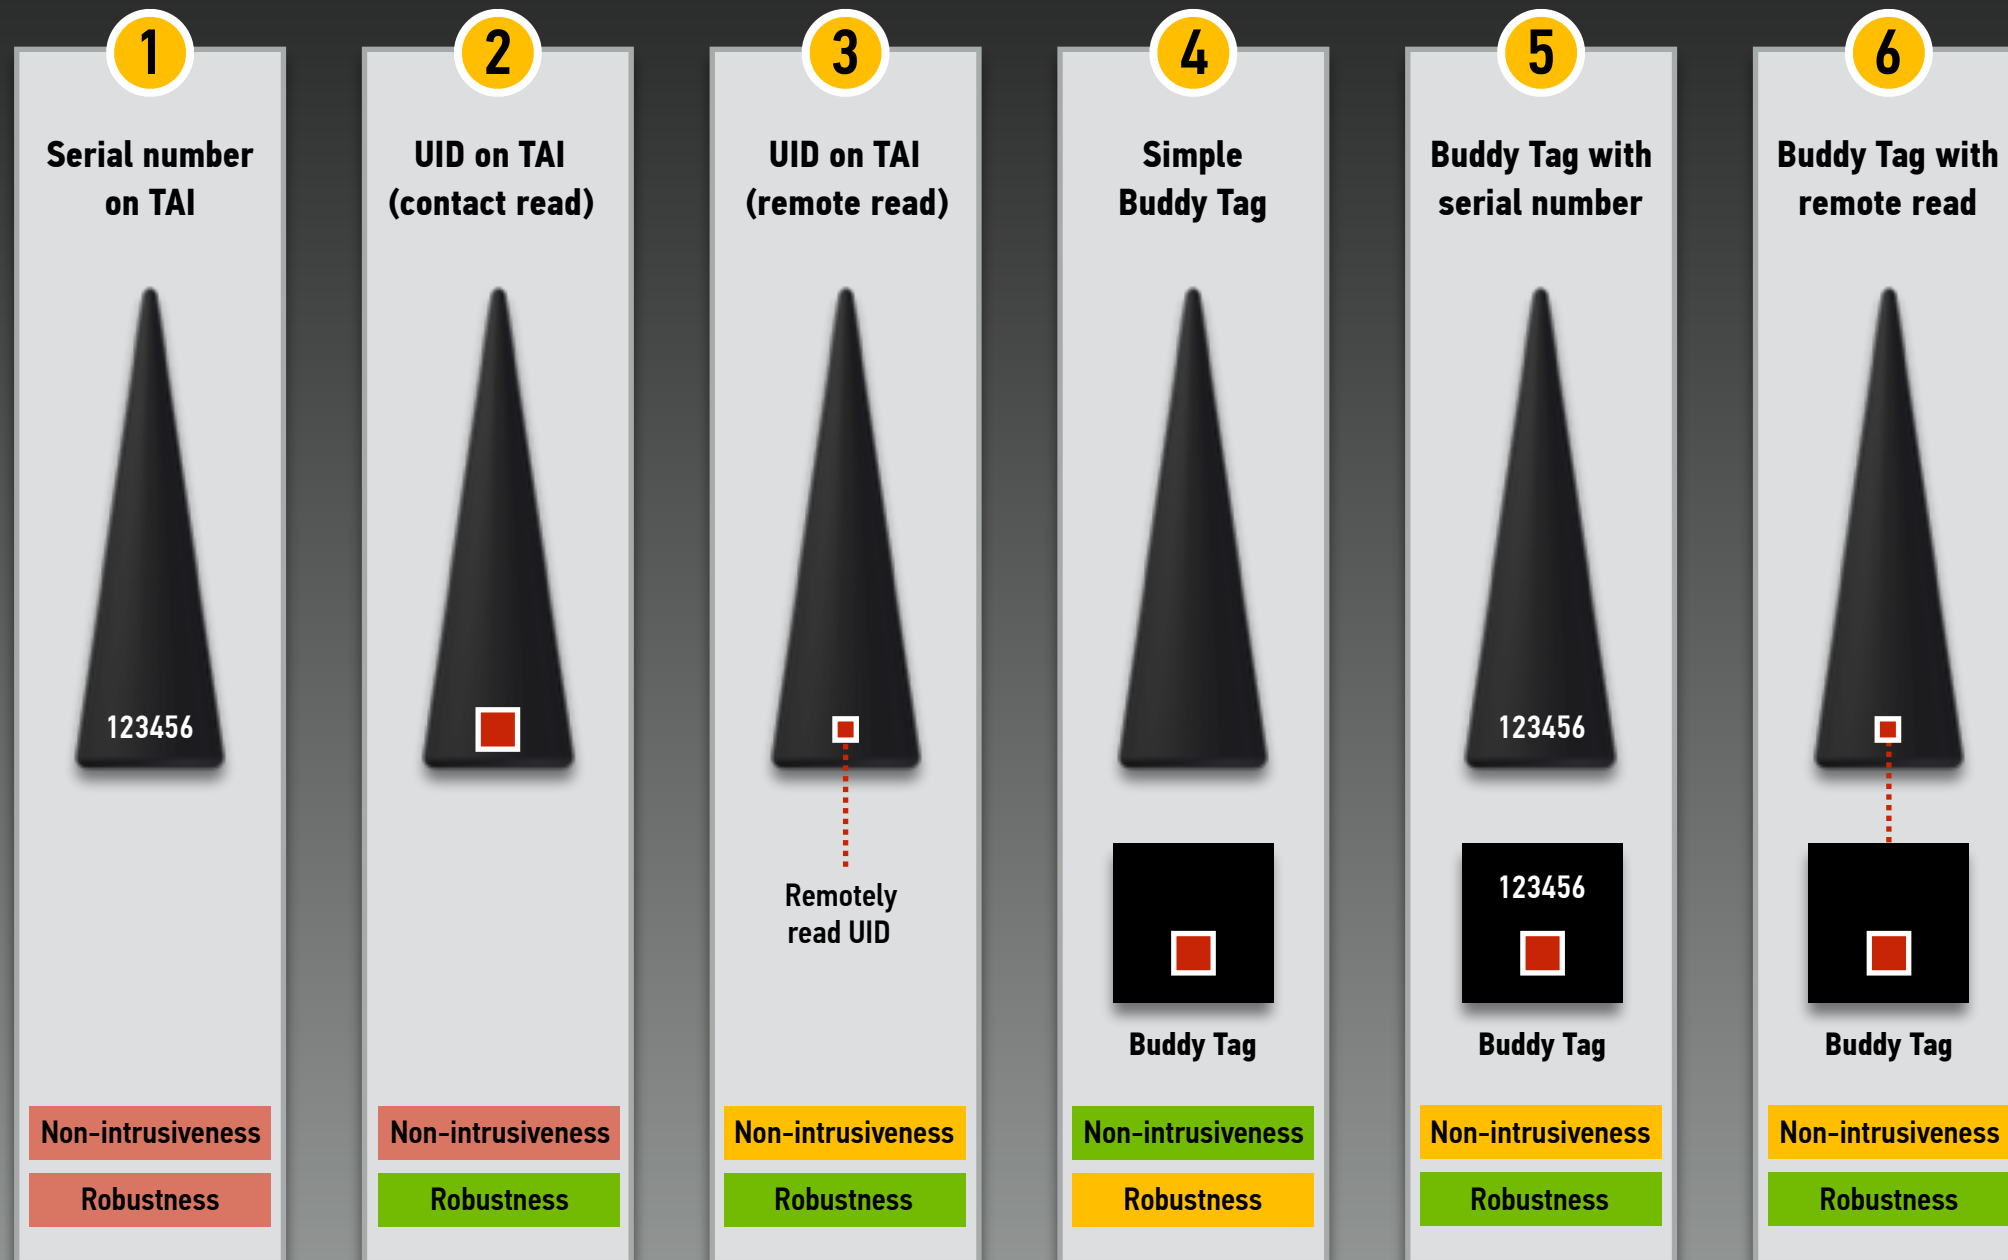 1
Serial number
on TAI
123456
Non-intrusiveness
Robustness
2
UID on TAI
(contact read)
Non-intrusiveness
Robustness
3
UID on TAI
(remote read)
Remotely
read UID
Non-intrusiveness
Robustness
4
Simple
Buddy Tag
Buddy Tag
Non-intrusiveness
Robustness
5
Buddy Tag with
serial number
123456
123456
Buddy Tag
Non-intrusiveness
Robustness
6
Buddy Tag with
remote read
Buddy Tag
Non-intrusiveness
Robustness